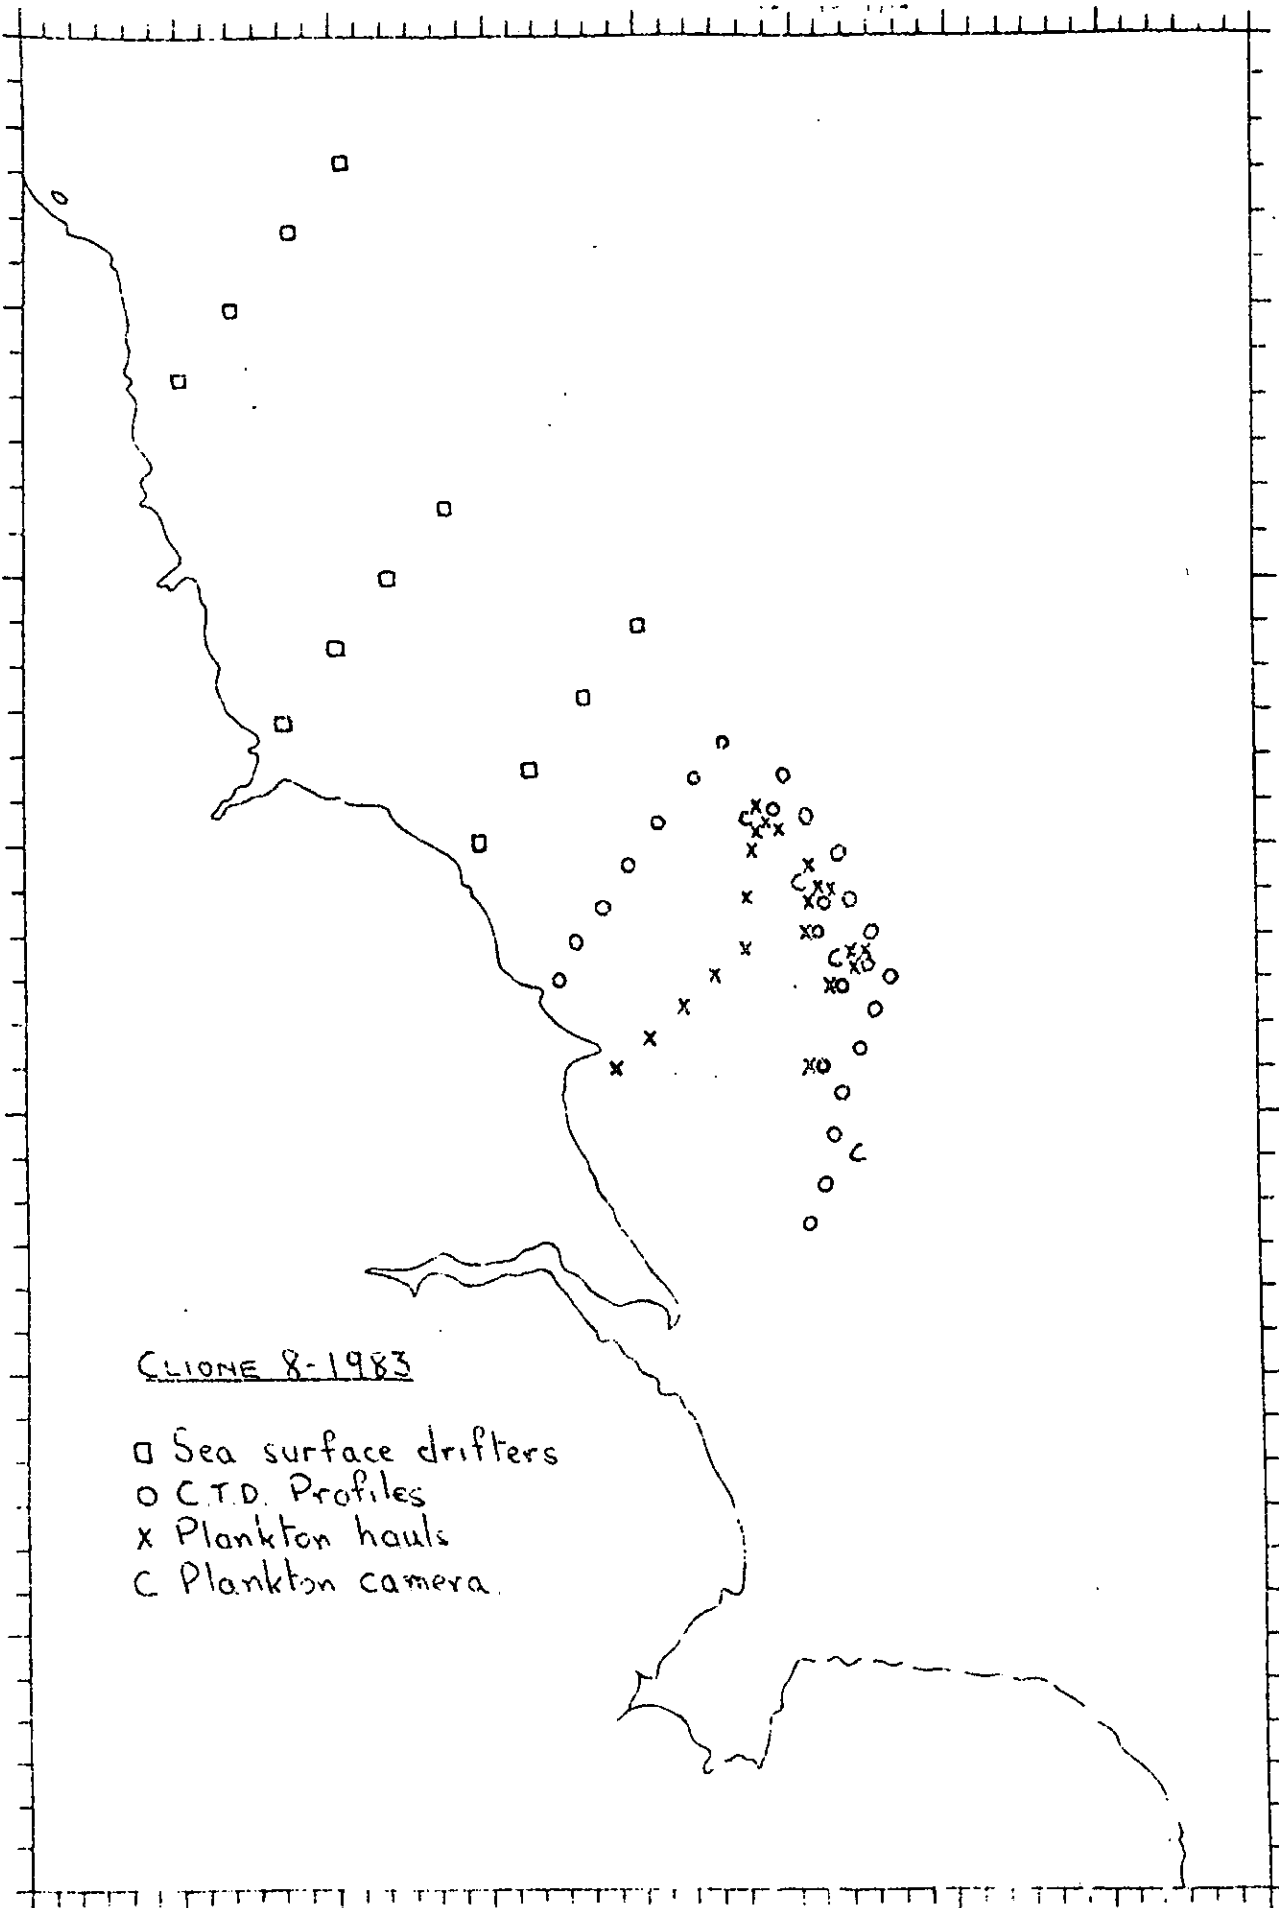 CLIONE 8-1983
□ Sea surface drifters
O C.T.D. Profiles
X Plankton hauls
C Plankton camera.